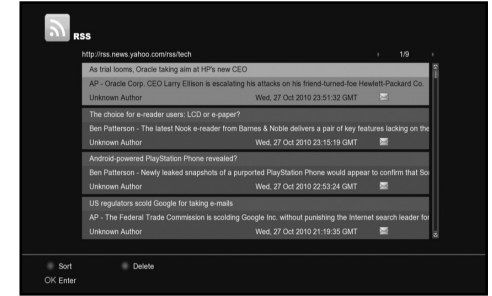 RSS
http://rss.news.yahoo.com/rss/tech 1/9
As trial looms, Oracle taking aim at HP's new CEO
AP - Oracle Corp. CEO Larry Ellison is escalating his attacks on his friend-turned-foe Hewlett-Packard Co.
Unknown Author Wed, 27 Oct 2010 23:51:32 GMT
The choice for e-reader users: LCD or e-paper?
Ben Patterson - The latest Nook e-reader from Barnes & Noble delivers a pair of key features lacking on the
Unknown Author Wed, 27 Oct 2010 23:15:19 GMT
Android-powered PlayStation Phone revealed?
Ben Patterson - Newly leaked snapshots of a purported PlayStation Phone would appear to confirm that So
Unknown Author Wed, 27 Oct 2010 22:53:24 GMT
US regulators scold Google for taking e-mails
AP - The Federal Trade Commission is scolding Google Inc. without punishing the Internet search leader for
Unknown Author Wed, 27 Oct 2010 21:19:35 GMT
Sort Delete
OK Enter